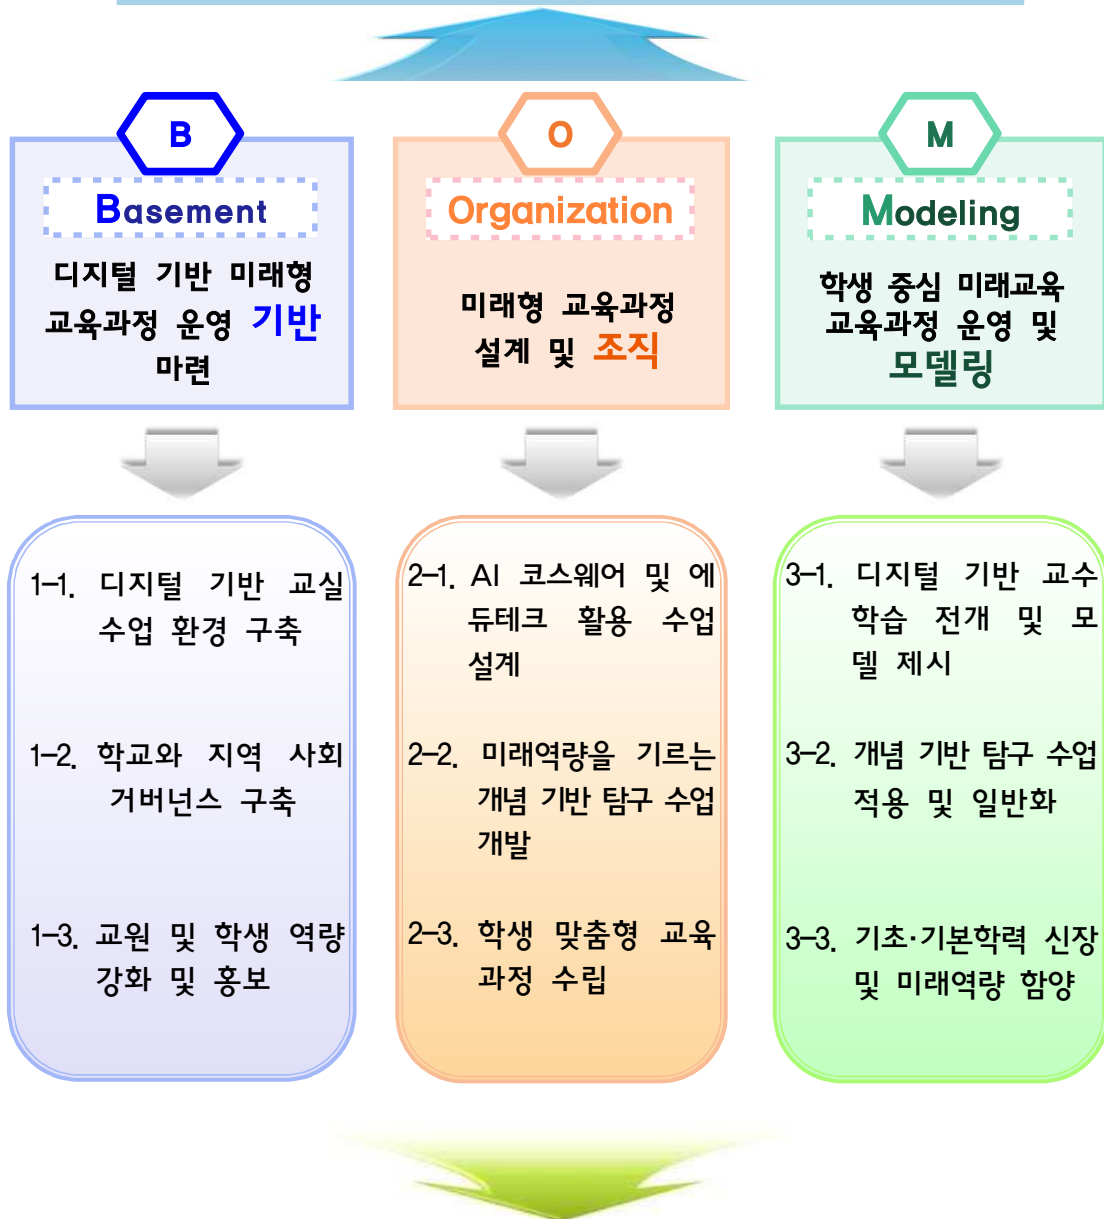 B
Basement
디지털 기반 미래형
교육과정 운영 기반
마련
1-1. 디지털 기반 교실
수업 환경 구축
1-2. 학교와 지역 사회
거버넌스 구축
1-3. 교원 및 학생 역량
강화 및 홍보
O
Organization
미래형 교육과정
설계 및 조직
2-1. AI 코스웨어 및 에
듀테크 활용 수업
설계
2-2. 미래역량을 기르는
개념 기반 탐구 수업
개발
2-3. 학생 맞춤형 교육
과정 수립
M
Modeling
학생 중심 미래교육
교육과정 운영 및
모델링
3-1. 디지털 기반 교수
학습 전개 및 모
델 제시
3-2. 개념 기반 탐구 수업
적용 및 일반화
3-3. 기초·기본학력 신장
및 미래역량 함양